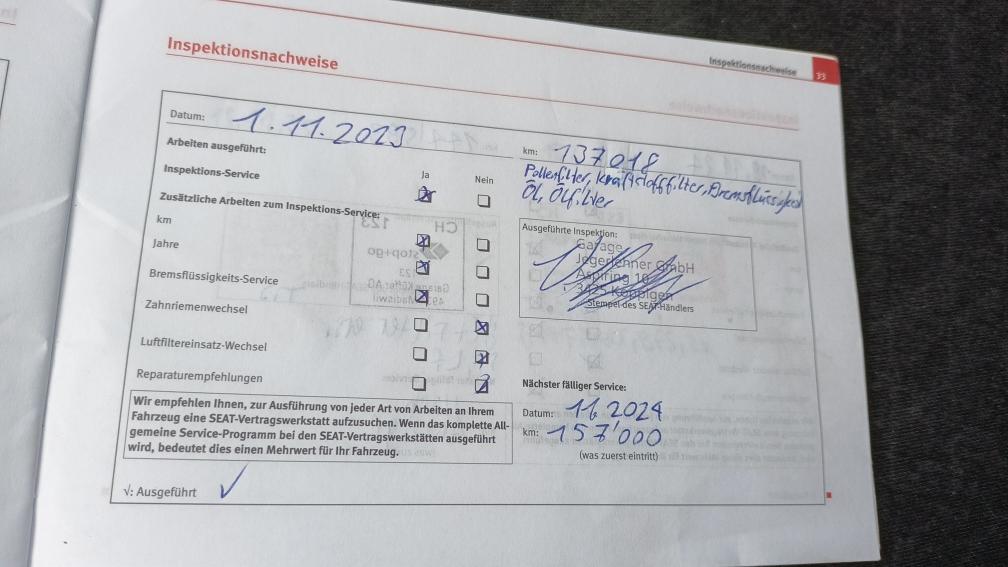 Inspektionsnachweise
Inspektionsnachweise 33
Datum: 1.11.2023
km: 137018
Pollenfilter, Kraftstofffilter, Bremsflüssigkeit
Öl, Ölfilter
Arbeiten ausgeführt:
Ja Nein
Inspektions-Service
Zusätzliche Arbeiten zum Inspektions-Service:
km
Jahre
Bremsflüssigkeits-Service
Zahnriemenwechsel
Luftfiltereinsatz-Wechsel
Reparaturempfehlungen
Ausgeführte Inspektion:
Garage
Jegerlehner GmbH
3425 Koppigen
Stempel des SEAT-Händlers
Wir empfehlen Ihnen, zur Ausführung von jeder Art von Arbeiten an Ihrem
Fahrzeug eine SEAT-Vertragswerkstatt aufzusuchen. Wenn das komplette All-
gemeine Service-Programm bei den SEAT-Vertragswerkstätten ausgeführt
wird, bedeutet dies einen Mehrwert für Ihr Fahrzeug.
Nächster fälliger Service:
Datum: 11.2024
km: 157'000
(was zuerst eintritt)
√: Ausgeführt ✓